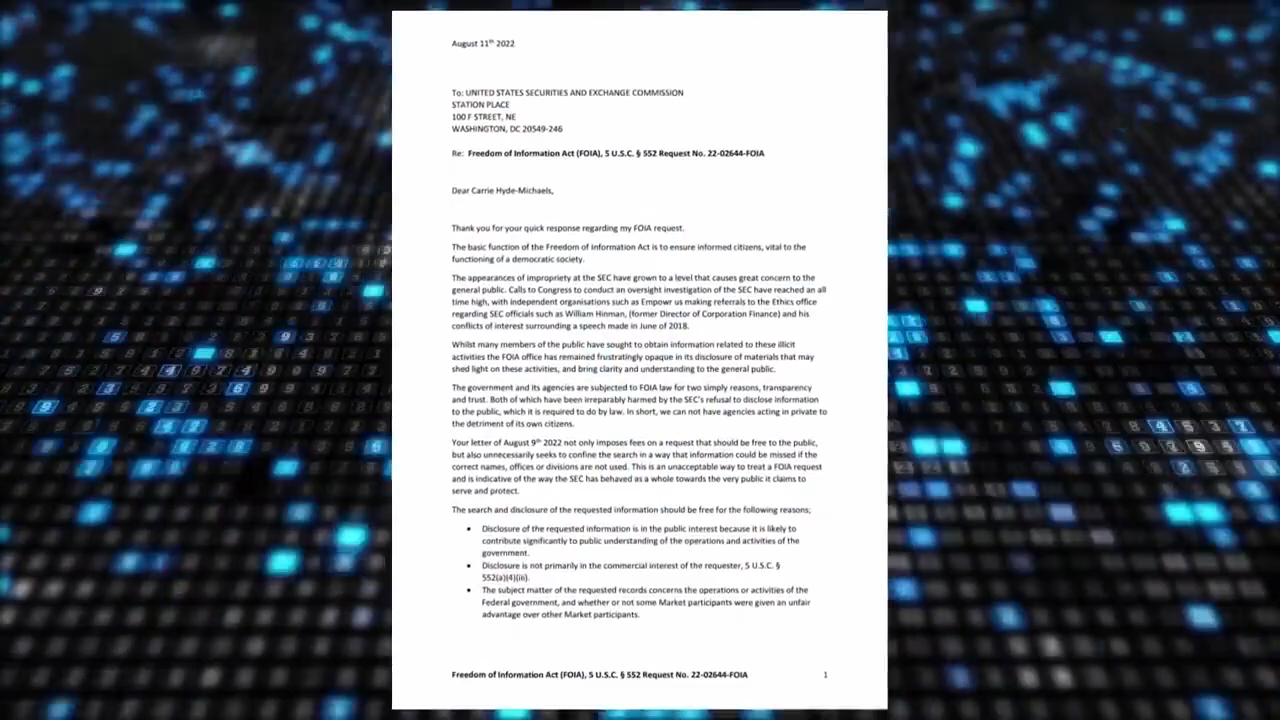 August 11th 2022
To: UNITED STATES SECURITIES AND EXCHANGE COMMISSION
STATION PLACE
100 F STREET, NE
WASHINGTON, DC 20549-246
Re: Freedom of Information Act (FOIA), 5 U.S.C. § 552 Request No. 22-02644-FOIA
Dear Carrie Hyde-Michaels,
Thank you for your quick response regarding my FOIA request.
The basic function of the Freedom of Information Act is to ensure informed citizens, vital to the
functioning of a democratic society.
The appearances of impropriety at the SEC have grown to a level that causes great concern to the
general public. Calls to Congress to conduct an oversight investigation of the SEC have reached an all
time high, with independent organisations such as Empowr us making referrals to the Ethics office
regarding SEC officials such as William Hinman, (former Director of Corporation Finance) and his
conflicts of interest surrounding a speech made in June of 2018.
Whilst many members of the public have sought to obtain information related to these illicit
activities the FOIA office has remained frustratingly opaque in its disclosure of materials that may
shed light on these activities, and bring clarity and understanding to the general public.
The government and its agencies are subjected to FOIA law for two simply reasons, transparency
and trust. Both of which have been irreparably harmed by the SEC's refusal to disclose information
to the public, which it is required to do by law. In short, we can not have agencies acting in private to
the detriment of its own citizens.
Your letter of August 9th 2022 not only imposes fees on a request that should be free to the public,
but also unnecessarily seeks to confine the search in a way that information could be missed if the
correct names, offices or divisions are not used. This is an unacceptable way to treat a FOIA request
and is indicative of the way the SEC has behaved as a whole towards the very public it claims to
serve and protect.
The search and disclosure of the requested information should be free for the following reasons;
• Disclosure of the requested information is in the public interest because it is likely to
contribute significantly to public understanding of the operations and activities of the
government.
• Disclosure is not primarily in the commercial interest of the requester, 5 U.S.C. §
552(a)(4)(iii).
• The subject matter of the requested records concerns the operations or activities of the
Federal government, and whether or not some Market participants were given an unfair
advantage over other Market participants.
Freedom of Information Act (FOIA), 5 U.S.C. § 552 Request No. 22-02644-FOIA 1